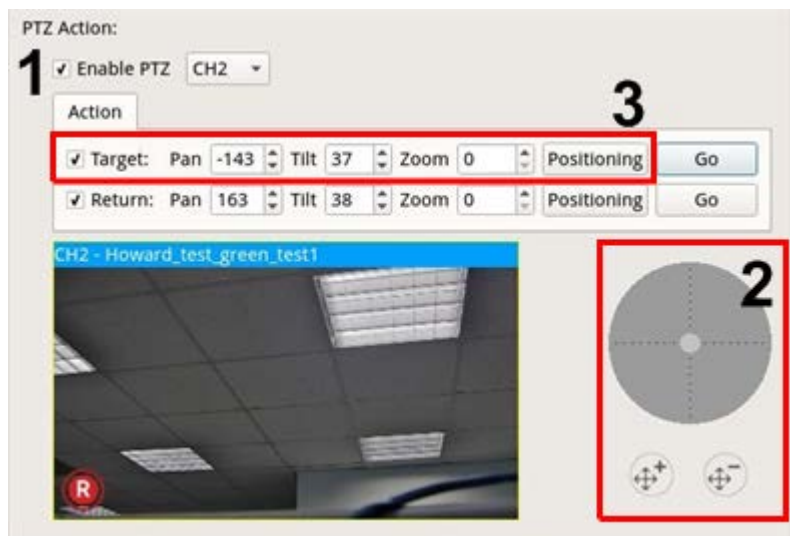 PTZ Action:
1
Enable PTZ CH2
Action
3
Target: Pan -143 Tilt 37 Zoom 0 Positioning Go
Return: Pan 163 Tilt 38 Zoom 0 Positioning Go
CH2 - Howard_test_green_test1
2
R